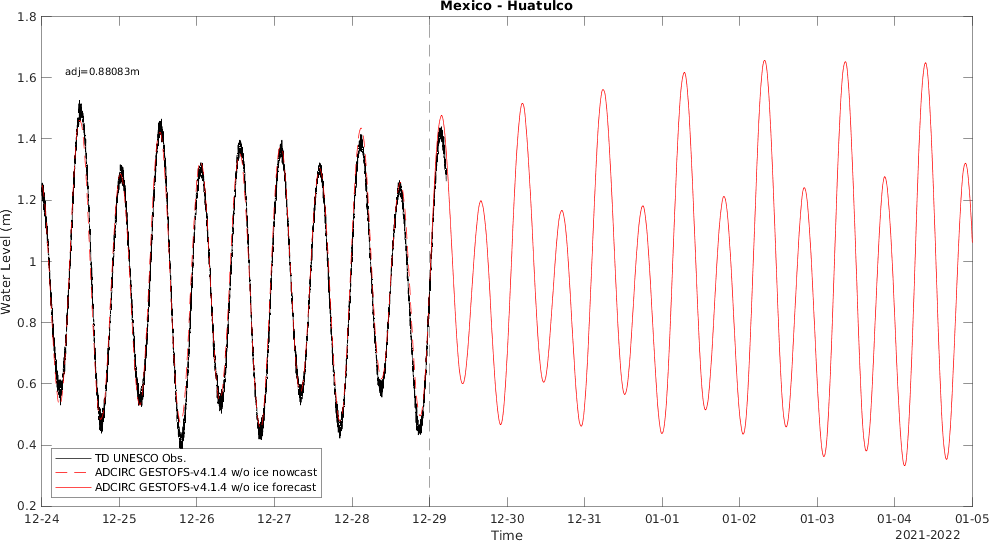 Mexico - Huatulco
1.8
1.6
1.4
1.2
1
0.8
0.6
0.4
0.2
Water Level (m)
adj=0.88083m
TD UNESCO Obs.
ADCIRC GESTOFS-v4.1.4 w/o ice nowcast
ADCIRC GESTOFS-v4.1.4 w/o ice forecast
12-24 12-25 12-26 12-27 12-28 12-29 12-30 12-31 01-01 01-02 01-03 01-04 01-05
Time
2021-2022